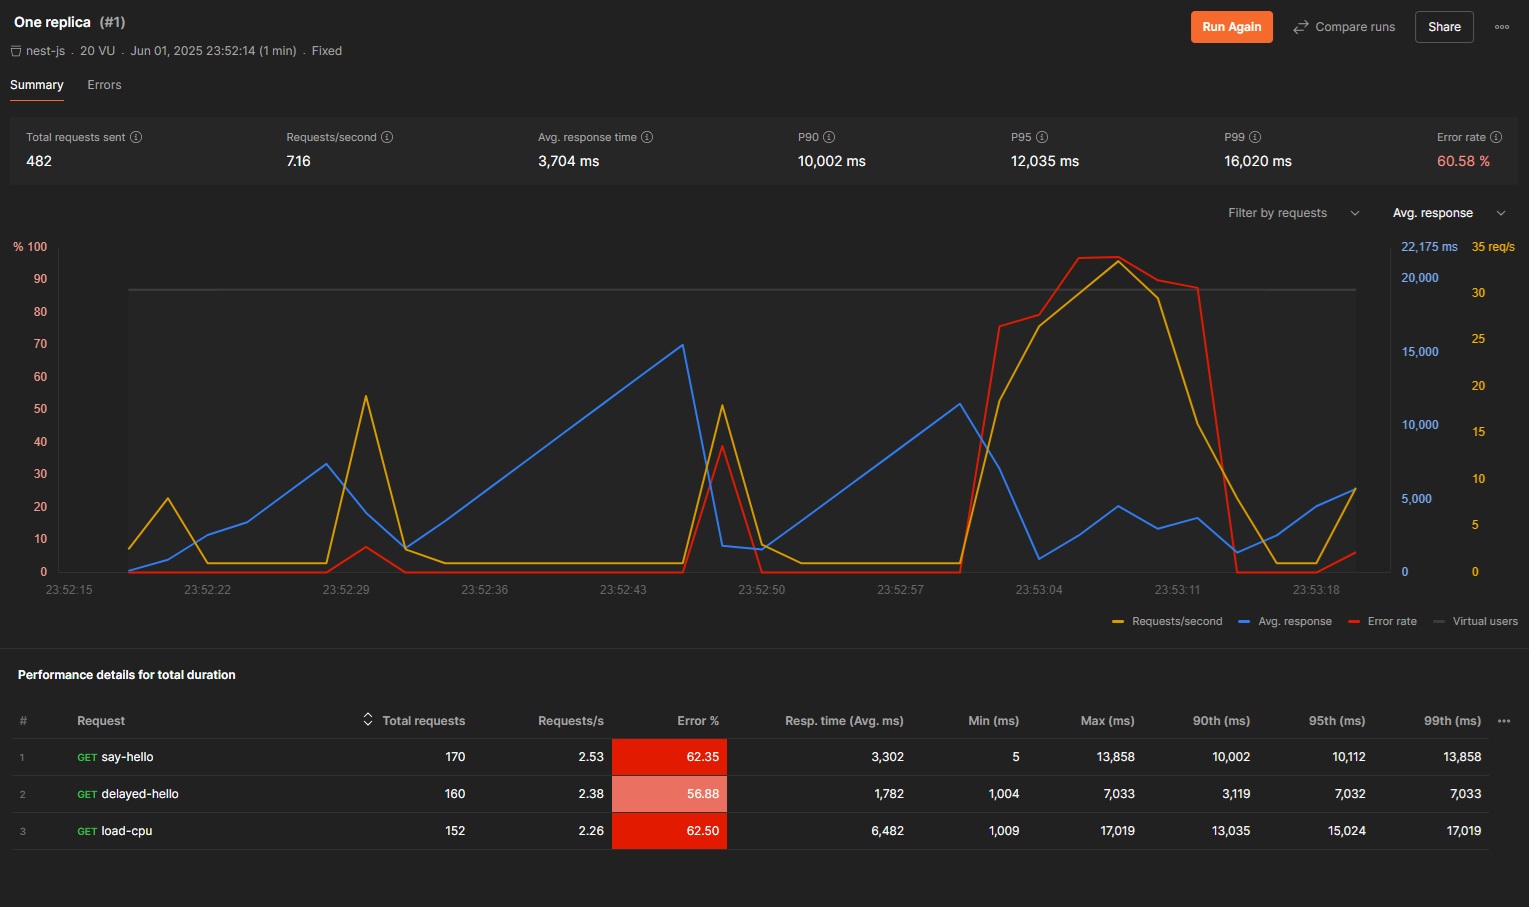 One replica (#1)
Run Again Compare runs Share
nest-js . 20 VU . Jun 01, 2025 23:52:14 (1 min) . Fixed
Summary Errors
Total requests sent Requests/second Avg. response time P90 P95 P99 Error rate
482 7.16 3,704 ms 10,002 ms 12,035 ms 16,020 ms 60.58 %
Filter by requests Avg. response
% 100 22,175 ms 35 req/s
90 20,000
80 30
70 25
15,000
60 20
50 15
10,000
40
30 10
20 5,000
10 5
0 0 0
23:52:15 23:52:22 23:52:29 23:52:36 23:52:43 23:52:50 23:52:57 23:53:04 23:53:11 23:53:18
Requests/second Avg. response Error rate Virtual users
Performance details for total duration
# Request Total requests Requests/s Error % Resp. time (Avg. ms) Min (ms) Max (ms) 90th (ms) 95th (ms) 99th (ms)
1 GET say-hello 170 2.53 62.35 3,302 5 13,858 10,002 10,112 13,858
2 GET delayed-hello 160 2.38 56.88 1,782 1,004 7,033 3,119 7,032 7,033
3 GET load-cpu 152 2.26 62.50 6,482 1,009 17,019 13,035 15,024 17,019